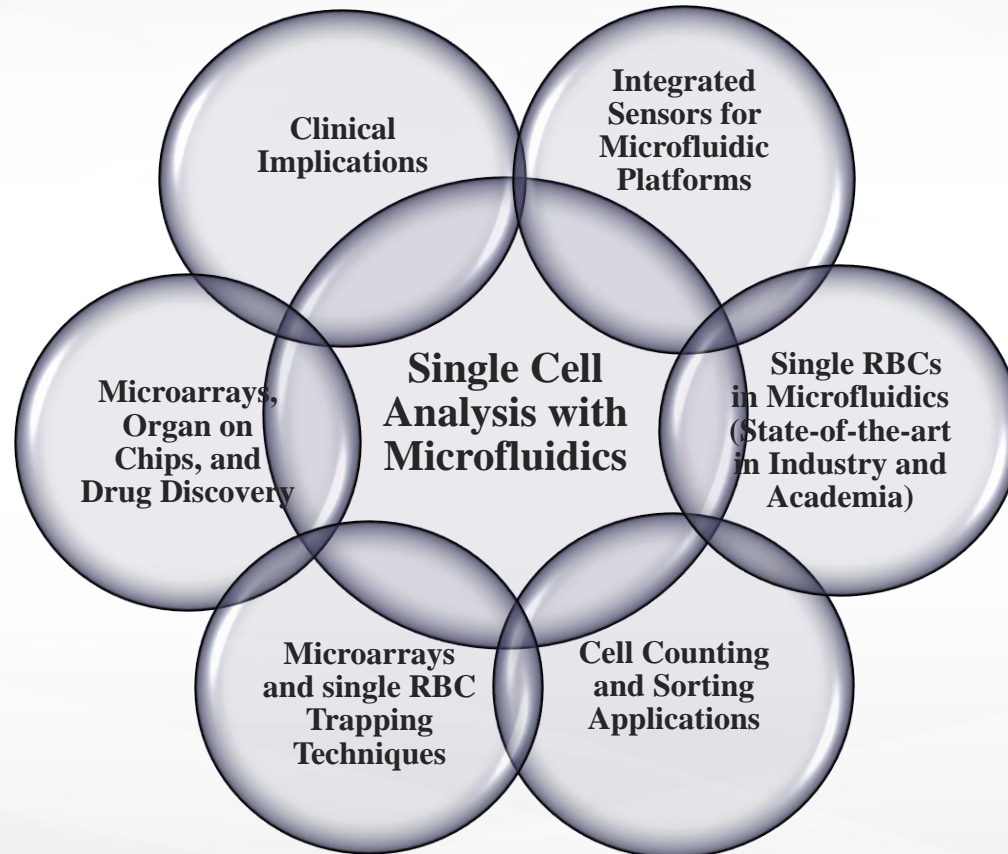 Clinical
Implications
Integrated
Sensors for
Microfluidic
Platforms
Single Cell
Analysis with
Microfluidics
Single RBCs
in Microfluidics
(State-of-the-art
in Industry and
Academia)
Microarrays,
Organ on
Chips, and
Drug Discovery
Microarrays
and single RBC
Trapping
Techniques
Cell Counting
and Sorting
Applications